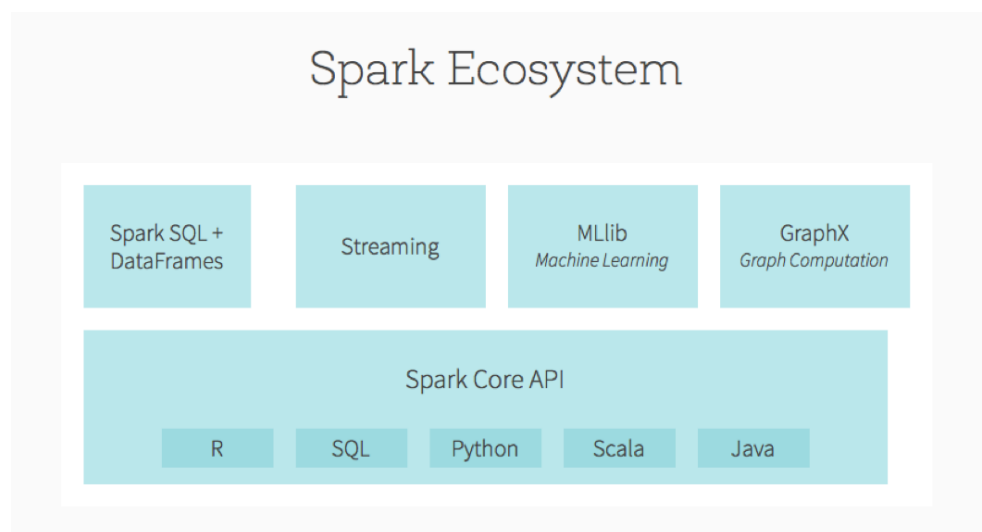 Spark Ecosystem
Spark SQL +
DataFrames
Streaming
MLlib
Machine Learning
GraphX
Graph Computation
Spark Core API
R
SQL
Python
Scala
Java